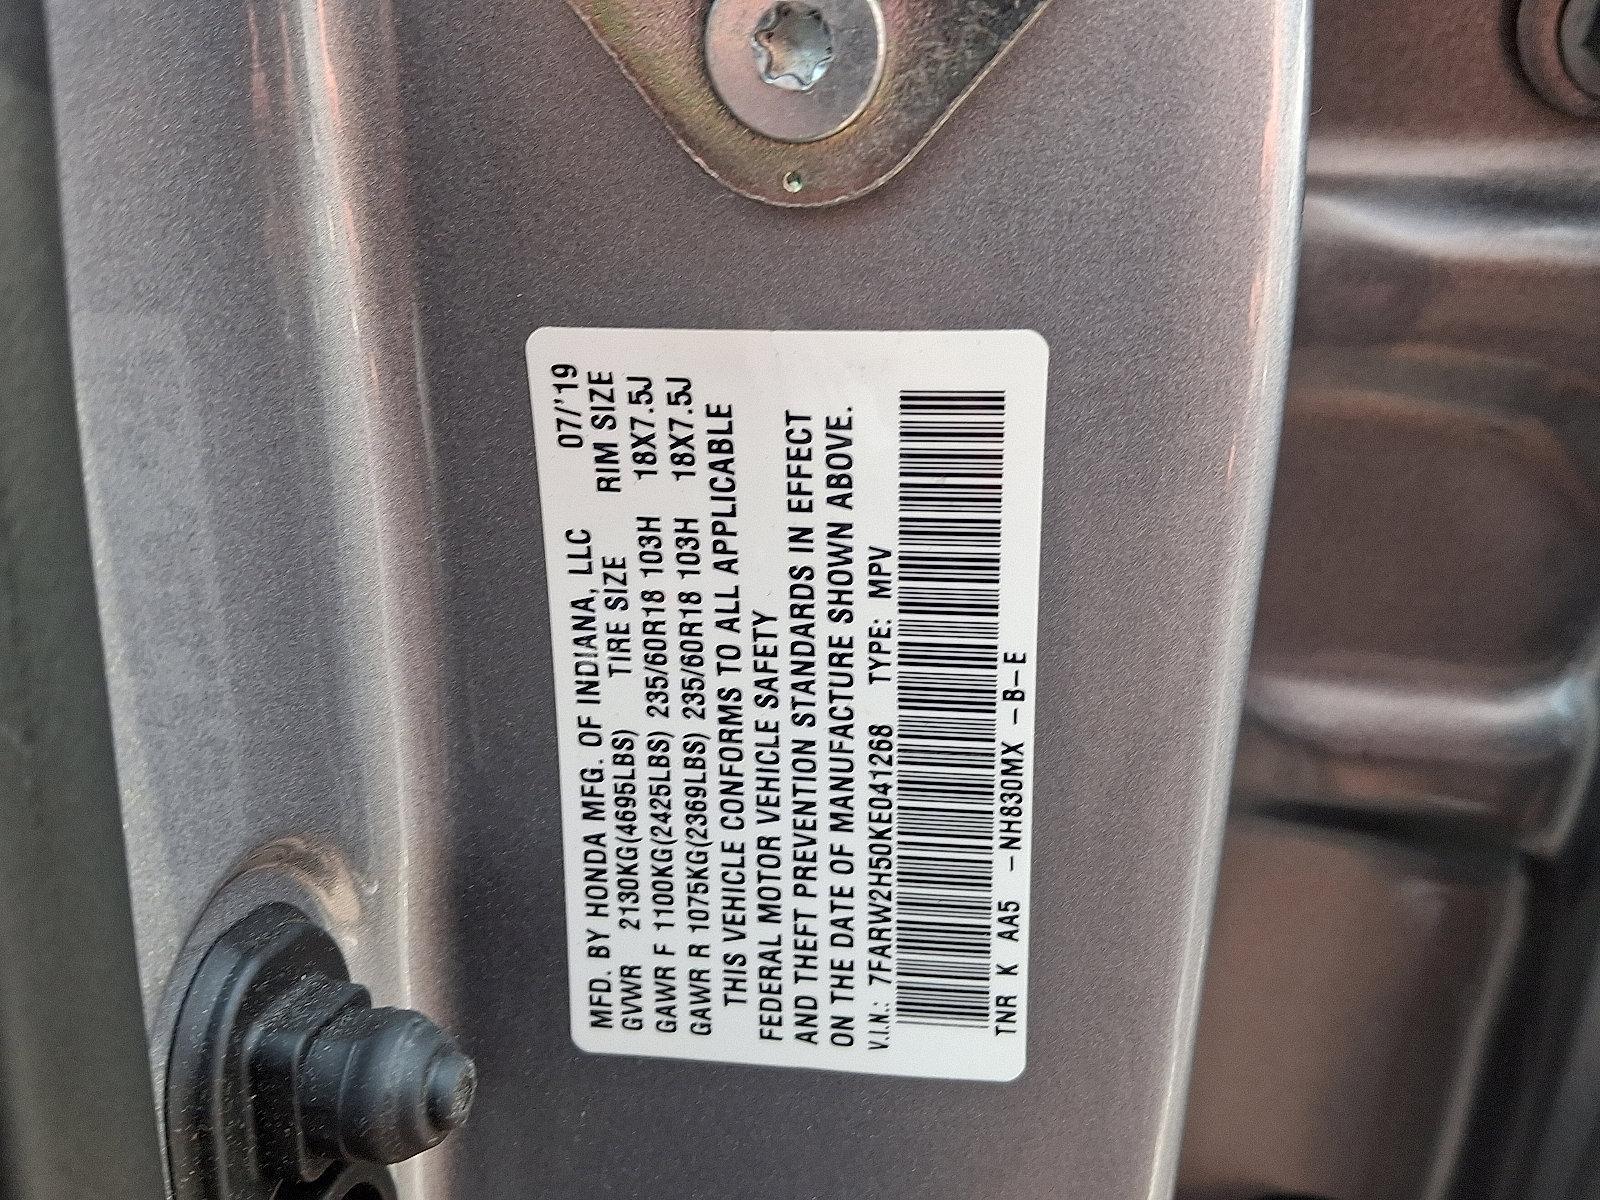 MFD. BY HONDA MFG. OF INDIANA, LLC 07/'19
GVWR 2130KG(4695LBS) TIRE SIZE RIM SIZE
GAWR F 1100KG(2425LBS) 235/60R18 103H 18X7.5J
GAWR R 1075KG(2369LBS) 235/60R18 103H 18X7.5J
THIS VEHICLE CONFORMS TO ALL APPLICABLE
FEDERAL MOTOR VEHICLE SAFETY
AND THEFT PREVENTION STANDARDS IN EFFECT
ON THE DATE OF MANUFACTURE SHOWN ABOVE.
V.I.N.: 7FARW2H50KE041268 TYPE: MPV
TNR K AA5 -NH830MX -B-E